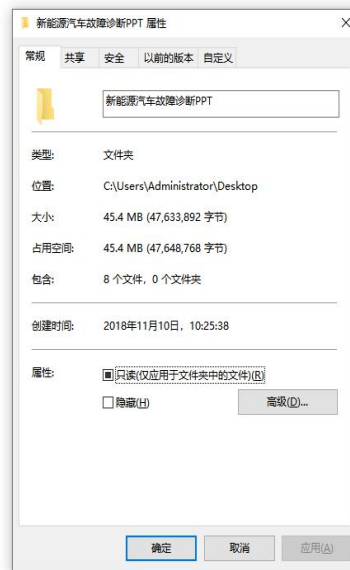 新能源汽车故障诊断PPT 属性
常规 共享 安全 以前的版本 自定义
新能源汽车故障诊断PPT
类型: 文件夹
位置: C:\Users\Administrator\Desktop
大小: 45.4 MB (47,633,892 字节)
占用空间: 45.4 MB (47,648,768 字节)
包含: 8 个文件，0 个文件夹
创建时间: 2018年11月10日，10:25:38
属性: 只读(仅应用于文件夹中的文件)(R)
隐藏(H) 高级(D)...
确定 取消 应用(A)